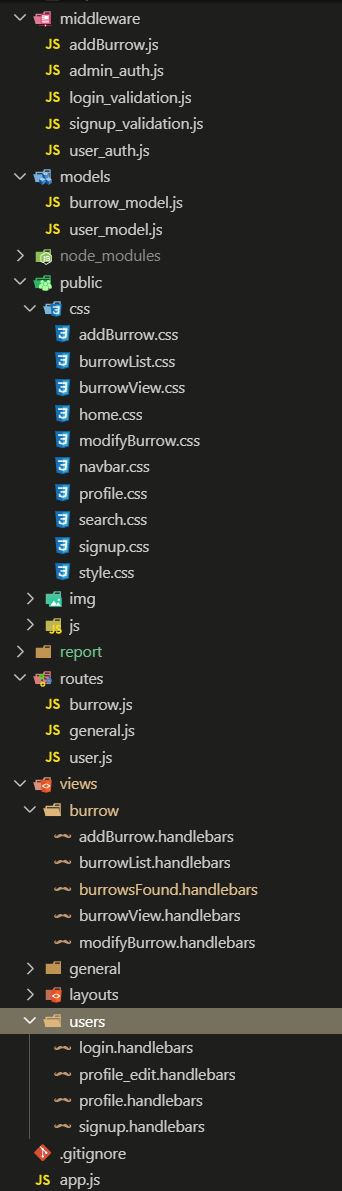 middleware
JS addBurrow.js
JS admin_auth.js
JS login_validation.js
JS signup_validation.js
JS user_auth.js
models
JS burrow_model.js
JS user_model.js
node_modules
public
css
addBurrow.css
burrowList.css
burrowView.css
home.css
modifyBurrow.css
navbar.css
profile.css
search.css
signup.css
style.css
img
js
report
routes
JS burrow.js
JS general.js
JS user.js
views
burrow
addBurrow.handlebars
burrowList.handlebars
burrowsFound.handlebars
burrowView.handlebars
modifyBurrow.handlebars
general
layouts
users
login.handlebars
profile_edit.handlebars
profile.handlebars
signup.handlebars
.gitignore
JS app.js